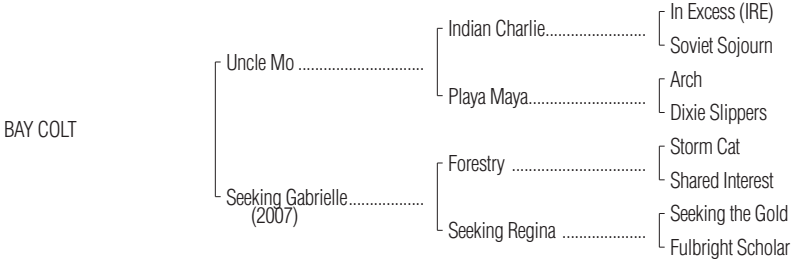 In Excess (IRE)
Indian Charlie........................
Soviet Sojourn
Uncle Mo ..............................
Arch
Playa Maya............................
Dixie Slippers
BAY COLT
Storm Cat
Forestry ................................
Shared Interest
Seeking Gabrielle..................
(2007)
Seeking the Gold
Seeking Regina ....................
Fulbright Scholar